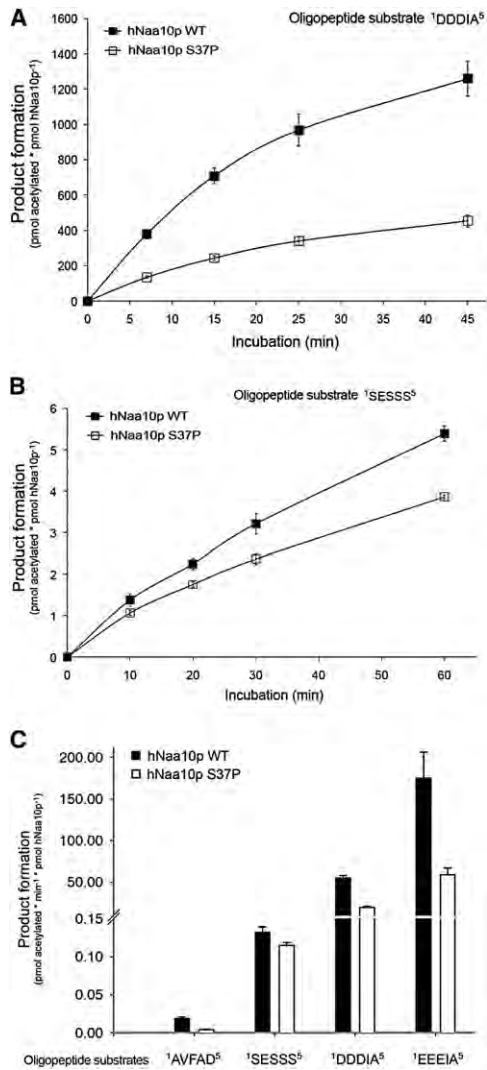 A
Oligopeptide substrate ¹DDDIA⁵
hNaa10p WT
hNaa10p S37P
Product formation
(pmol acetylated * pmol hNaa10p⁻¹)
1600
1400
1200
1000
800
600
400
200
0
0 5 10 15 20 25 30 35 40 45
Incubation (min)
B
Oligopeptide substrate ¹SESSS⁵
hNaa10p WT
hNaa10p S37P
Product formation
(pmol acetylated * pmol hNaa10p⁻¹)
6
5
4
3
2
1
0
0 10 20 30 40 50 60
Incubation (min)
C
hNaa10p WT
hNaa10p S37P
Product formation
(pmol acetylated * min⁻¹ * pmol hNaa10p⁻¹)
200.00
150.00
100.00
50.00
0.15
0.10
0.05
0.00
Oligopeptide substrates ¹AVFAD⁵ ¹SESSS⁵ ¹DDDIA⁵ ¹EEEIA⁵